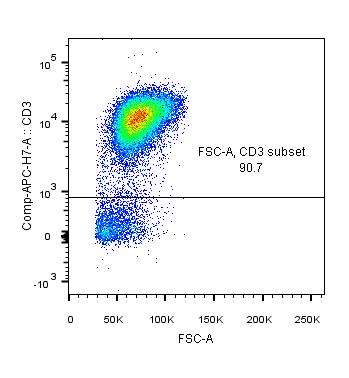 Comp-APC-H7-A :: CD3
10^5
10^4
10^3
0
-10^3
FSC-A, CD3 subset
90.7
0 50K 100K 150K 200K 250K
FSC-A